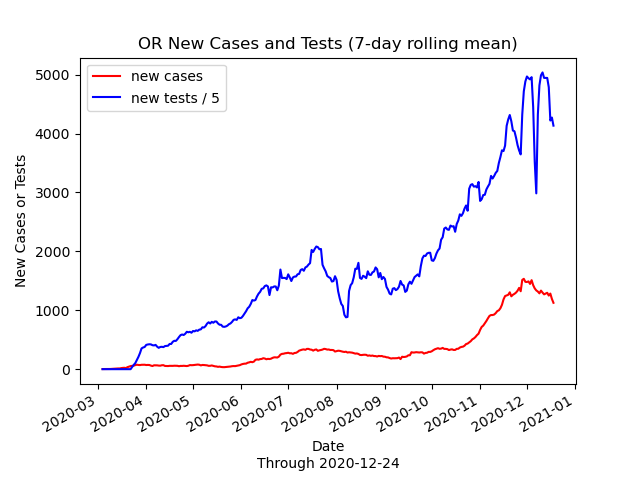 OR New Cases and Tests (7-day rolling mean)
new cases
new tests / 5
New Cases or Tests
5000
4000
3000
2000
1000
0
2020-03
2020-04
2020-05
2020-06
2020-07
2020-08
2020-09
2020-10
2020-11
2020-12
2021-01
Date
Through 2020-12-24